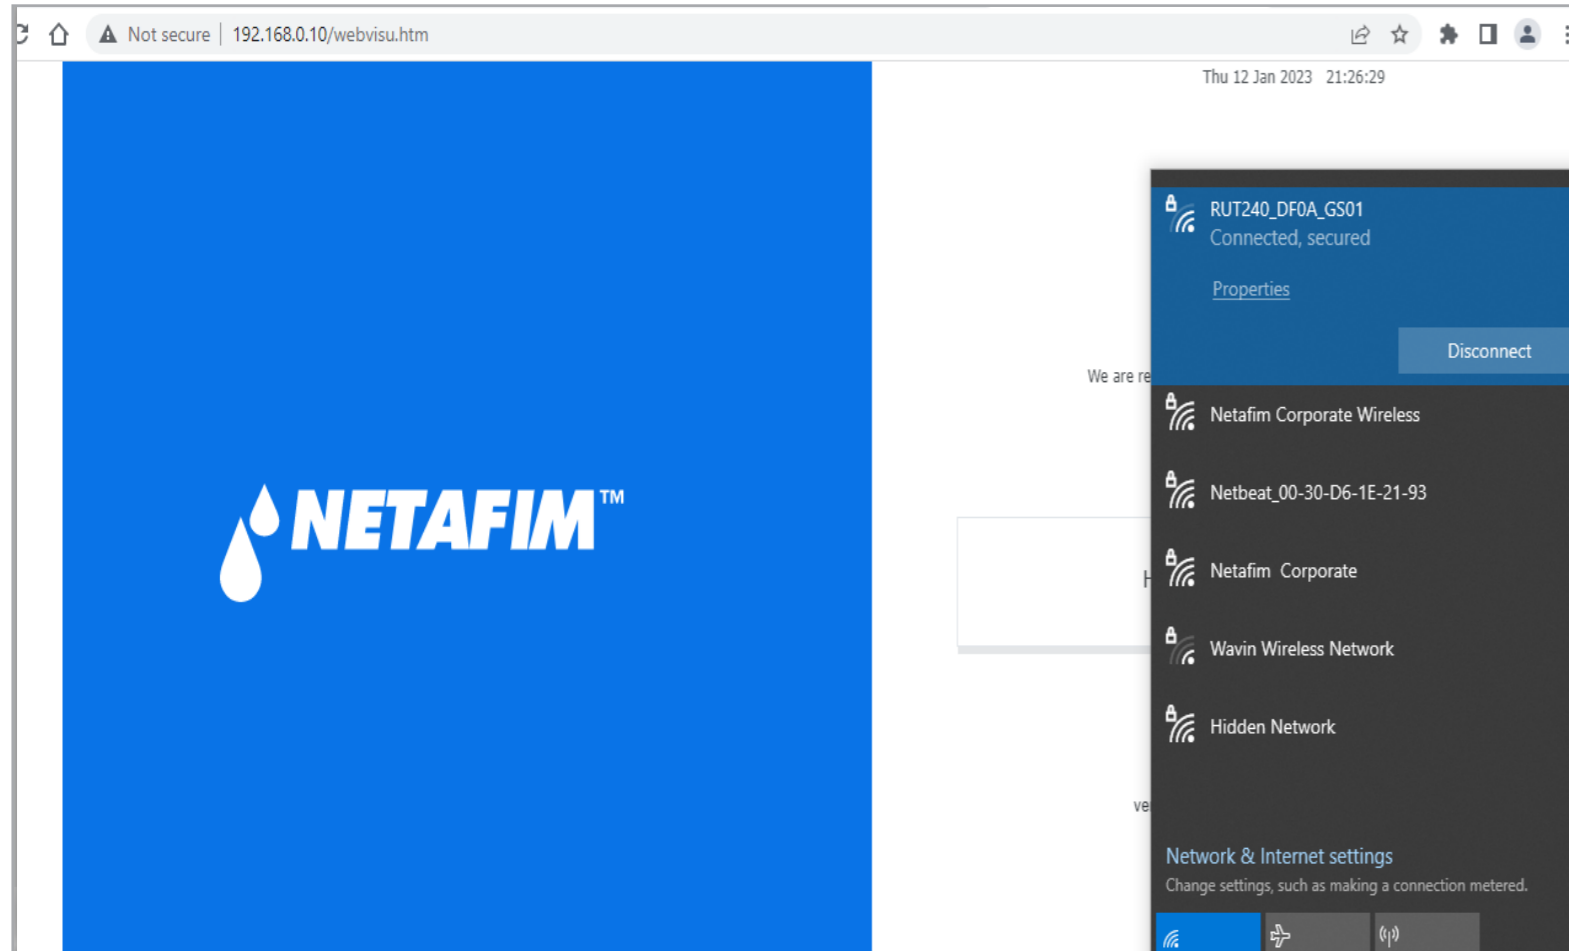 Not secure | 192.168.0.10/webvisu.htm
Thu 12 Jan 2023 21:26:29
NETAFIM™
We are
RUT240_DF0A_GS01
Connected, secured
Properties
Disconnect
Netafim Corporate Wireless
Netbeat_00-30-D6-1E-21-93
Netafim Corporate
Wavin Wireless Network
Hidden Network
Network & Internet settings
Change settings, such as making a connection metered.